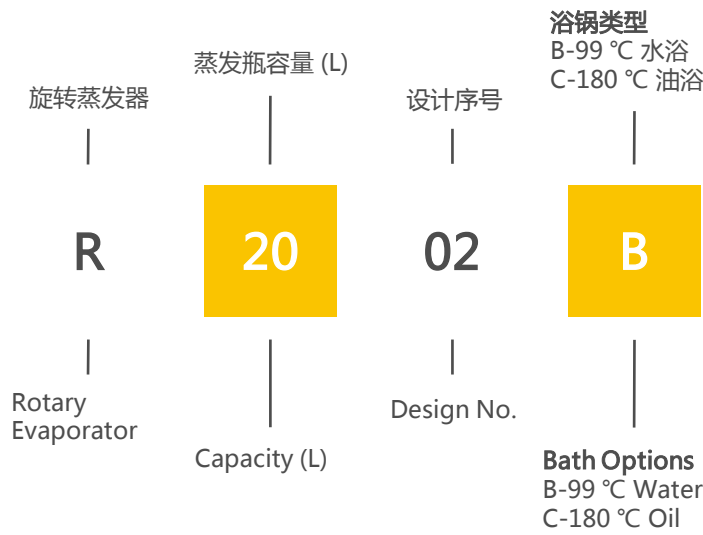 旋转蒸发器
蒸发瓶容量 (L)
设计序号
浴锅类型
B-99 ℃ 水浴
C-180 ℃ 油浴
R
20
02
B
Rotary
Evaporator
Capacity (L)
Design No.
Bath Options
B-99 ℃ Water
C-180 ℃ Oil